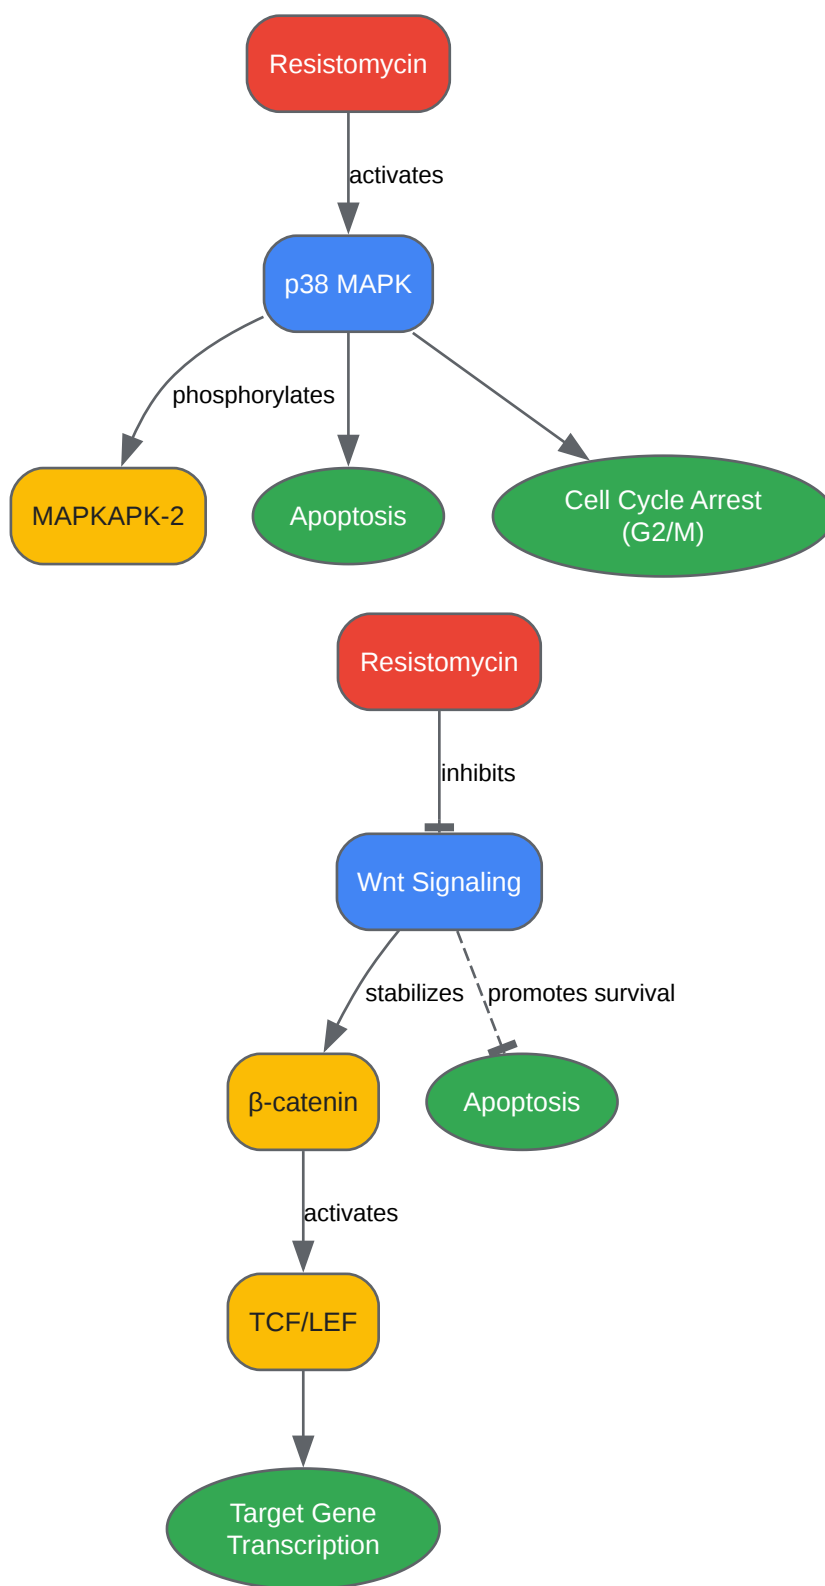 Resistomycin
activates
p38 MAPK
phosphorylates
MAPKAPK-2
Apoptosis
Cell Cycle Arrest
(G2/M)
Resistomycin
inhibits
Wnt Signaling
stabilizes
promotes survival
β-catenin
Apoptosis
activates
TCF/LEF
Target Gene
Transcription